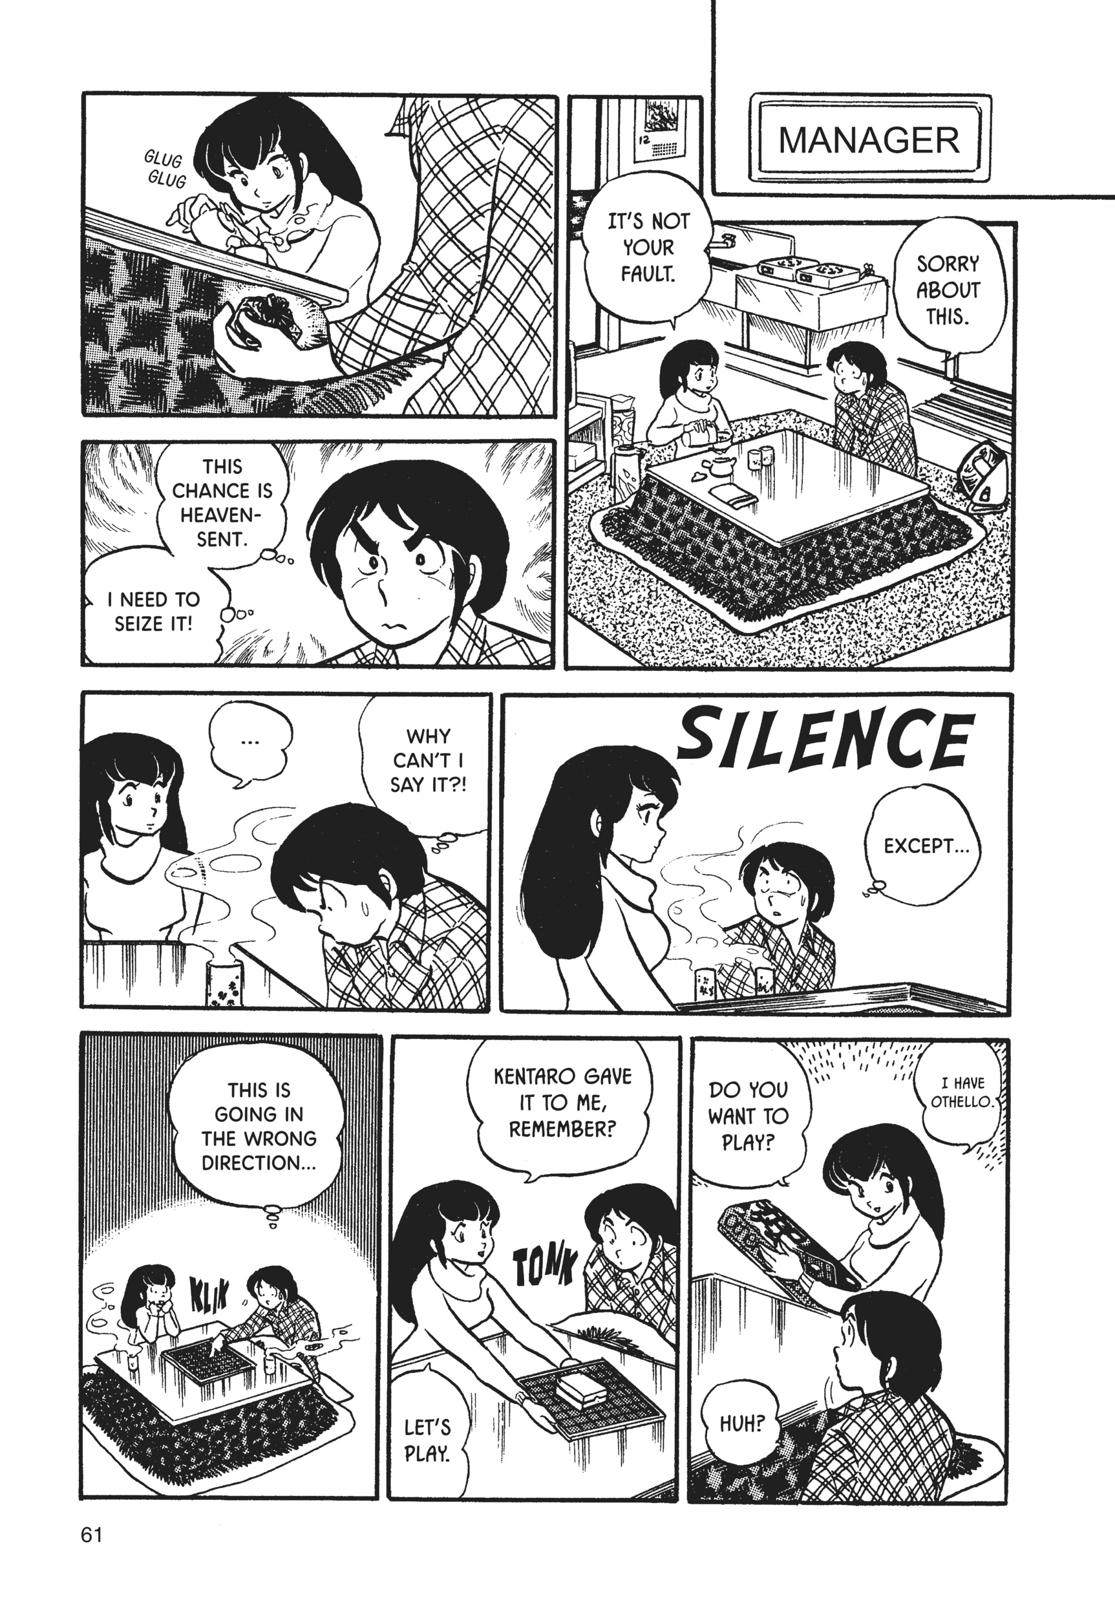 MANAGER
IT'S NOT
YOUR
FAULT.
SORRY
ABOUT
THIS.
12
GLUG
GLUG
THIS
CHANCE IS
HEAVEN-
SENT.
I NEED TO
SEIZE IT!
SILENCE
EXCEPT...
WHY
CAN'T I
SAY IT?!
...
I HAVE
OTHELLO.
DO YOU
WANT TO
PLAY?
HUH?
KENTARO GAVE
IT TO ME,
REMEMBER?
TONK
LET'S
PLAY.
THIS IS
GOING IN
THE WRONG
DIRECTION...
KLIK
61